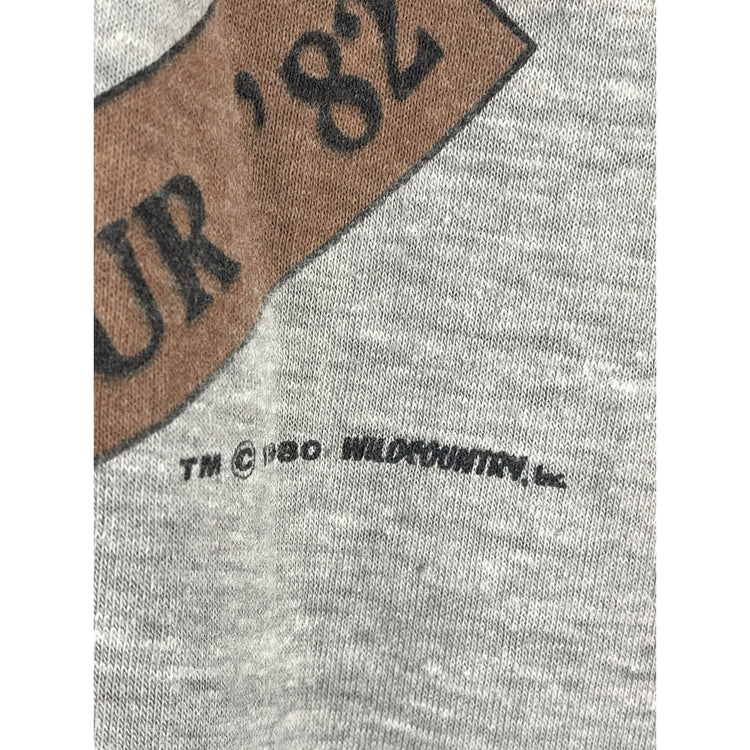 UR '82
TM © 1980 WILDCOUNTRY, Inc.